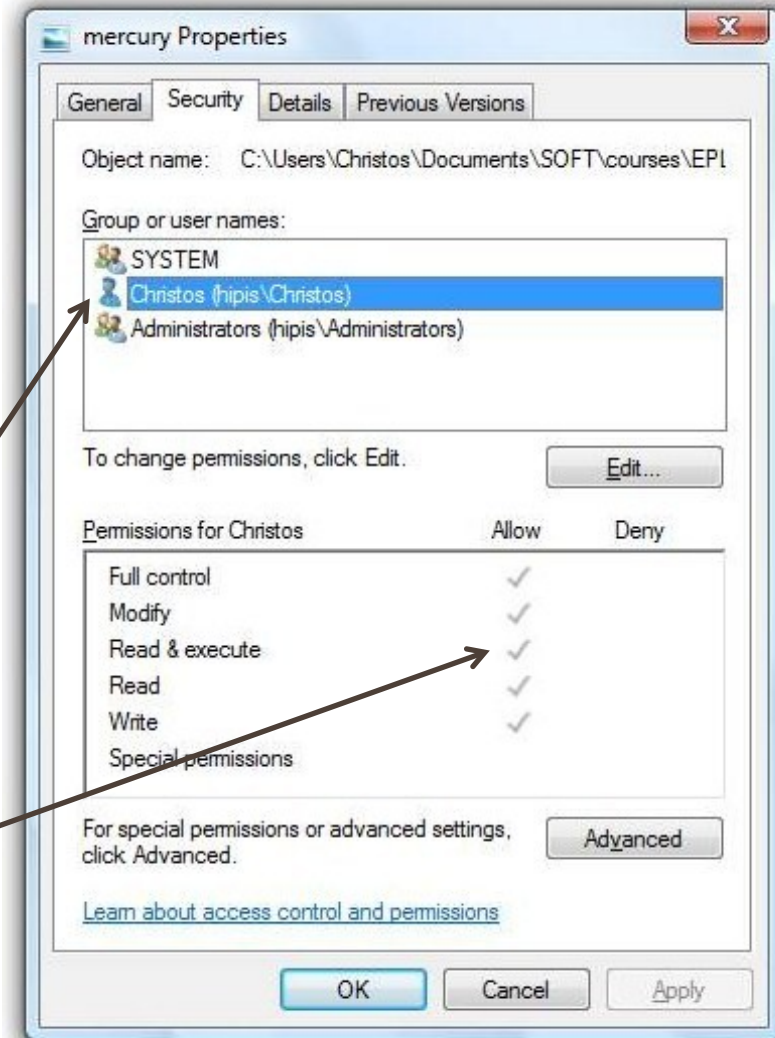 mercury Properties
General Security Details Previous Versions
Object name: C:\Users\Christos\Documents\SOFT\courses\EPL
Group or user names:
SYSTEM
Christos (hipis\Christos)
Administrators (hipis\Administrators)
To change permissions, click Edit.
Edit...
Permissions for Christos Allow Deny
Full control
Modify
Read & execute
Read
Write
Special permissions
For special permissions or advanced settings,
click Advanced.
Advanced
Learn about access control and permissions
OK Cancel Apply